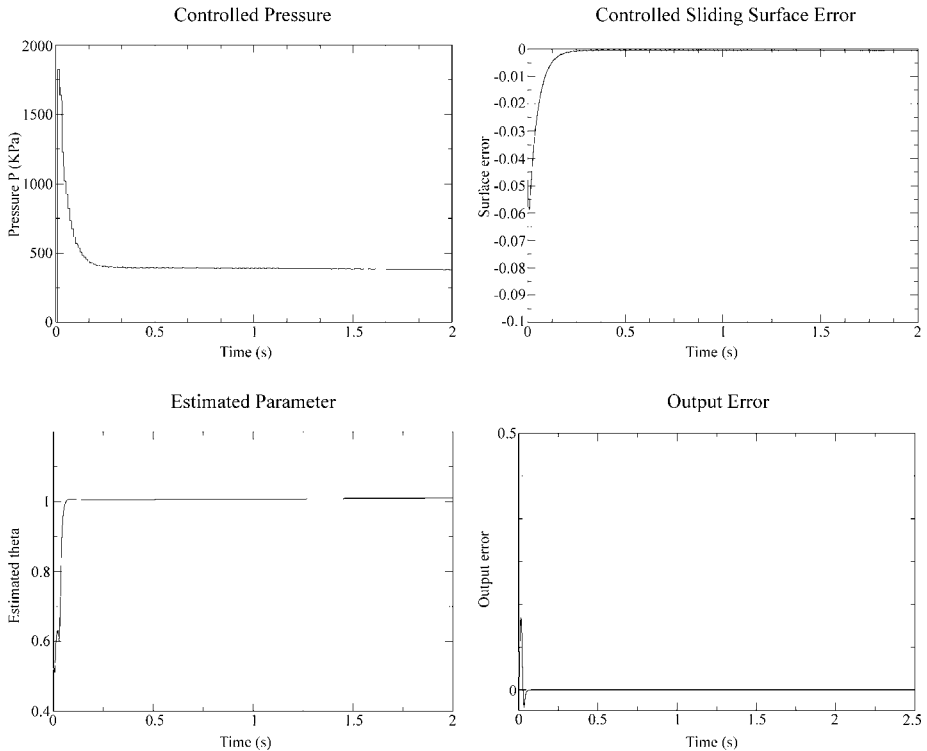 Controlled Pressure
2000
1500
1000
500
0
Pressure P (KPa)
0 0.5 1 1.5 2
Time (s)
Controlled Sliding Surface Error
0
-0.01
-0.02
-0.03
-0.04
-0.05
-0.06
-0.07
-0.08
-0.09
-0.1
Surface error
0 0.5 1 1.5 2
Time (s)
Estimated Parameter
1
0.8
0.6
0.4
Estimated theta
0 0.5 1 1.5 2
Time (s)
Output Error
0.5
0
Output error
0 0.5 1 1.5 2 2.5
Time (s)